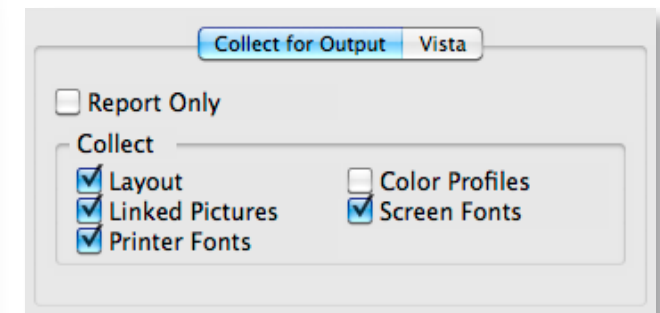 Collect for Output Vista
Report Only
Collect
Layout Color Profiles
Linked Pictures Screen Fonts
Printer Fonts